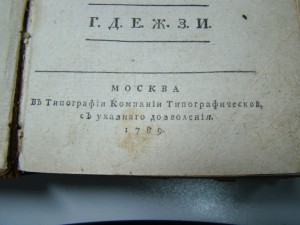 Г. Д. Е. Ж. З. И.
МОСКВА
Въ Типографіи Компаніи Типографической,
съ указнаго дозволенія.
1789.